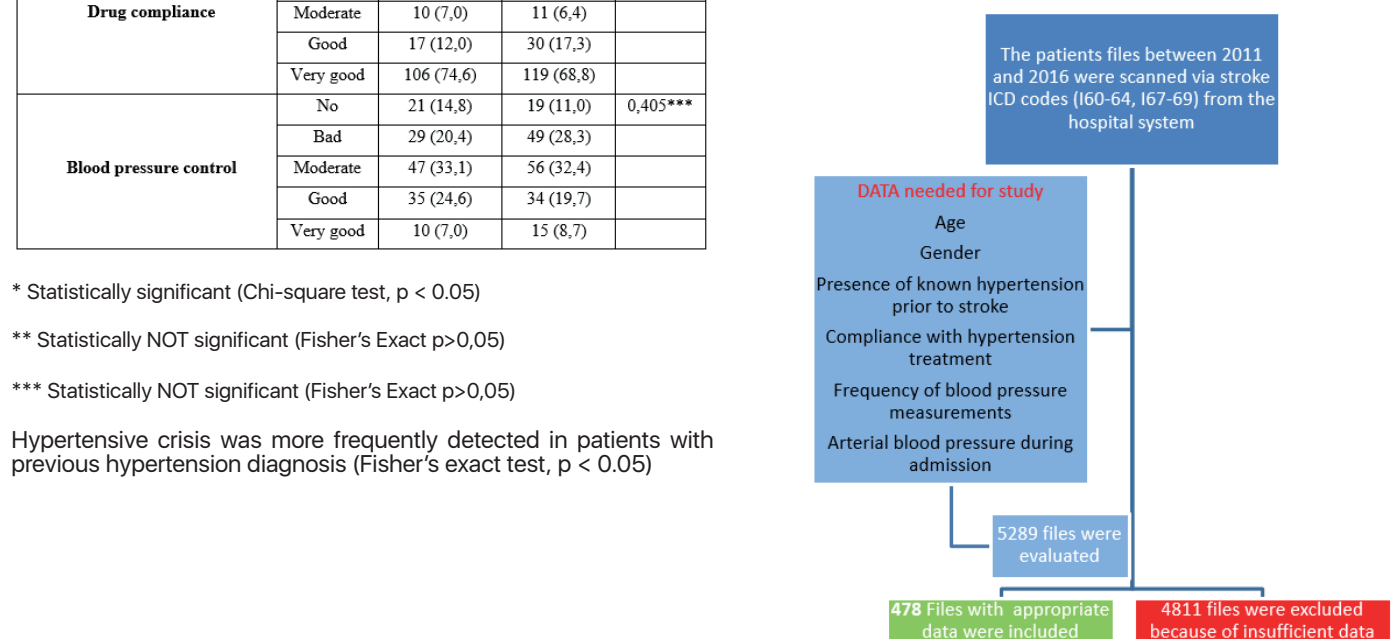 Drug compliance
Moderate 10 (7,0) 11 (6,4)
Good 17 (12,0) 30 (17,3)
Very good 106 (74,6) 119 (68,8)
Blood pressure control
No 21 (14,8) 19 (11,0) 0,405***
Bad 29 (20,4) 49 (28,3)
Moderate 47 (33,1) 56 (32,4)
Good 35 (24,6) 34 (19,7)
Very good 10 (7,0) 15 (8,7)
* Statistically significant (Chi-square test, p < 0.05)
** Statistically NOT significant (Fisher’s Exact p>0,05)
*** Statistically NOT significant (Fisher’s Exact p>0,05)
Hypertensive crisis was more frequently detected in patients with
previous hypertension diagnosis (Fisher’s exact test, p < 0.05)
The patients files between 2011
and 2016 were scanned via stroke
ICD codes (I60-64, I67-69) from the
hospital system
DATA needed for study
Age
Gender
Presence of known hypertension
prior to stroke
Compliance with hypertension
treatment
Frequency of blood pressure
measurements
Arterial blood pressure during
admission
5289 files were
evaluated
478 Files with appropriate
data were included
4811 files were excluded
because of insufficient data